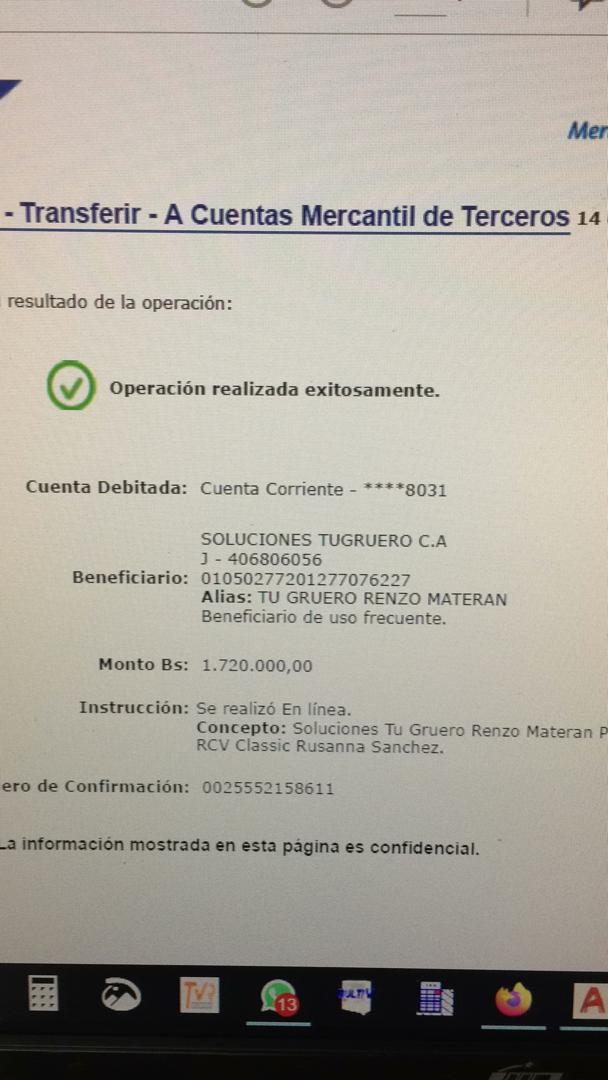 Mer
- Transferir - A Cuentas Mercantil de Terceros 14
resultado de la operación:
Operación realizada exitosamente.
Cuenta Debitada: Cuenta Corriente - ****8031
SOLUCIONES TUGRUERO C.A
J - 406806056
Beneficiario: 01050277201277076227
Alias: TU GRUERO RENZO MATERAN
Beneficiario de uso frecuente.
Monto Bs: 1.720.000,00
Instrucción: Se realizó En línea.
Concepto: Soluciones Tu Gruero Renzo Materan P
RCV Classic Rusanna Sanchez.
ero de Confirmación: 0025552158611
La información mostrada en esta página es confidencial.
13
A